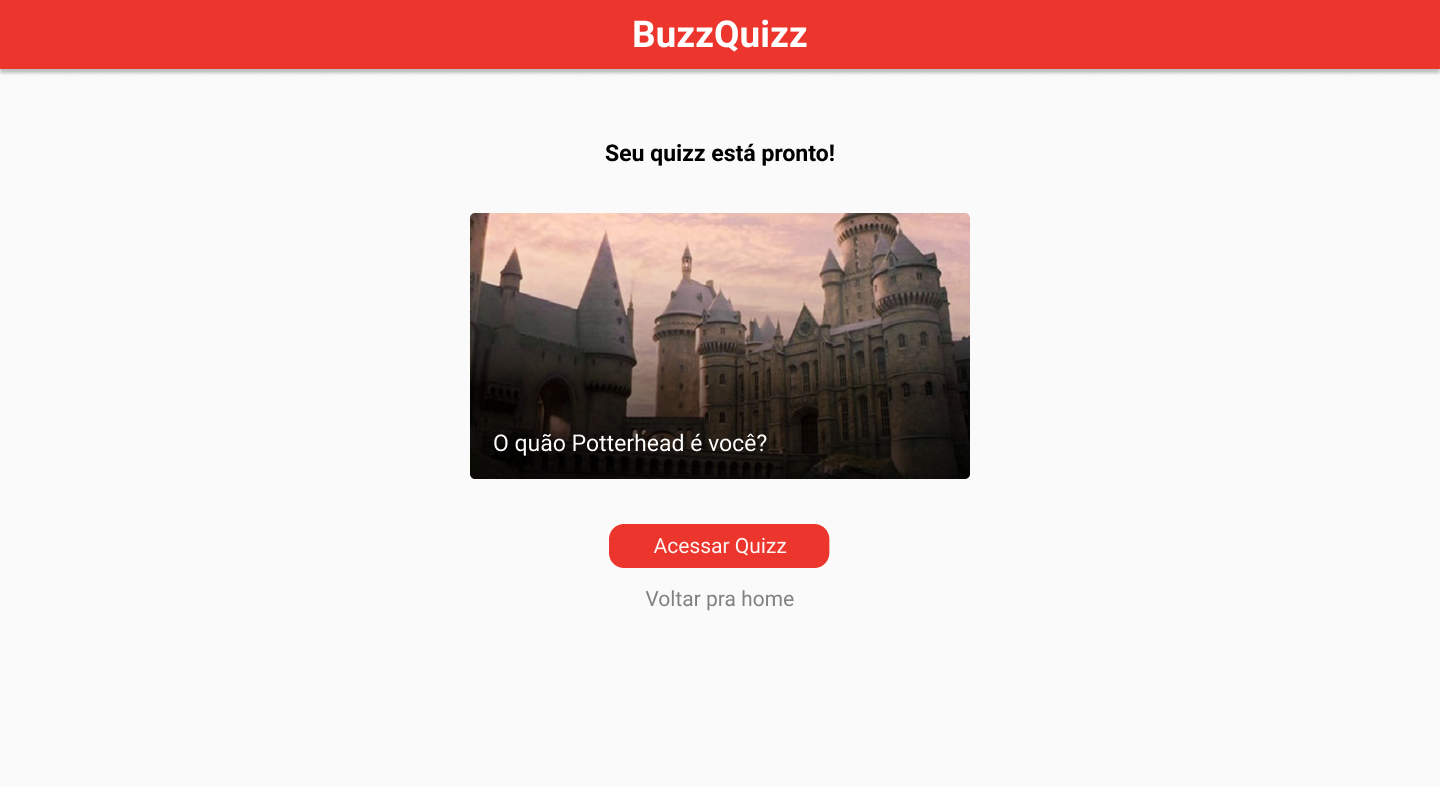 BuzzQuizz
Seu quizz está pronto!
O quão Potterhead é você?
Acessar Quizz
Voltar pra home